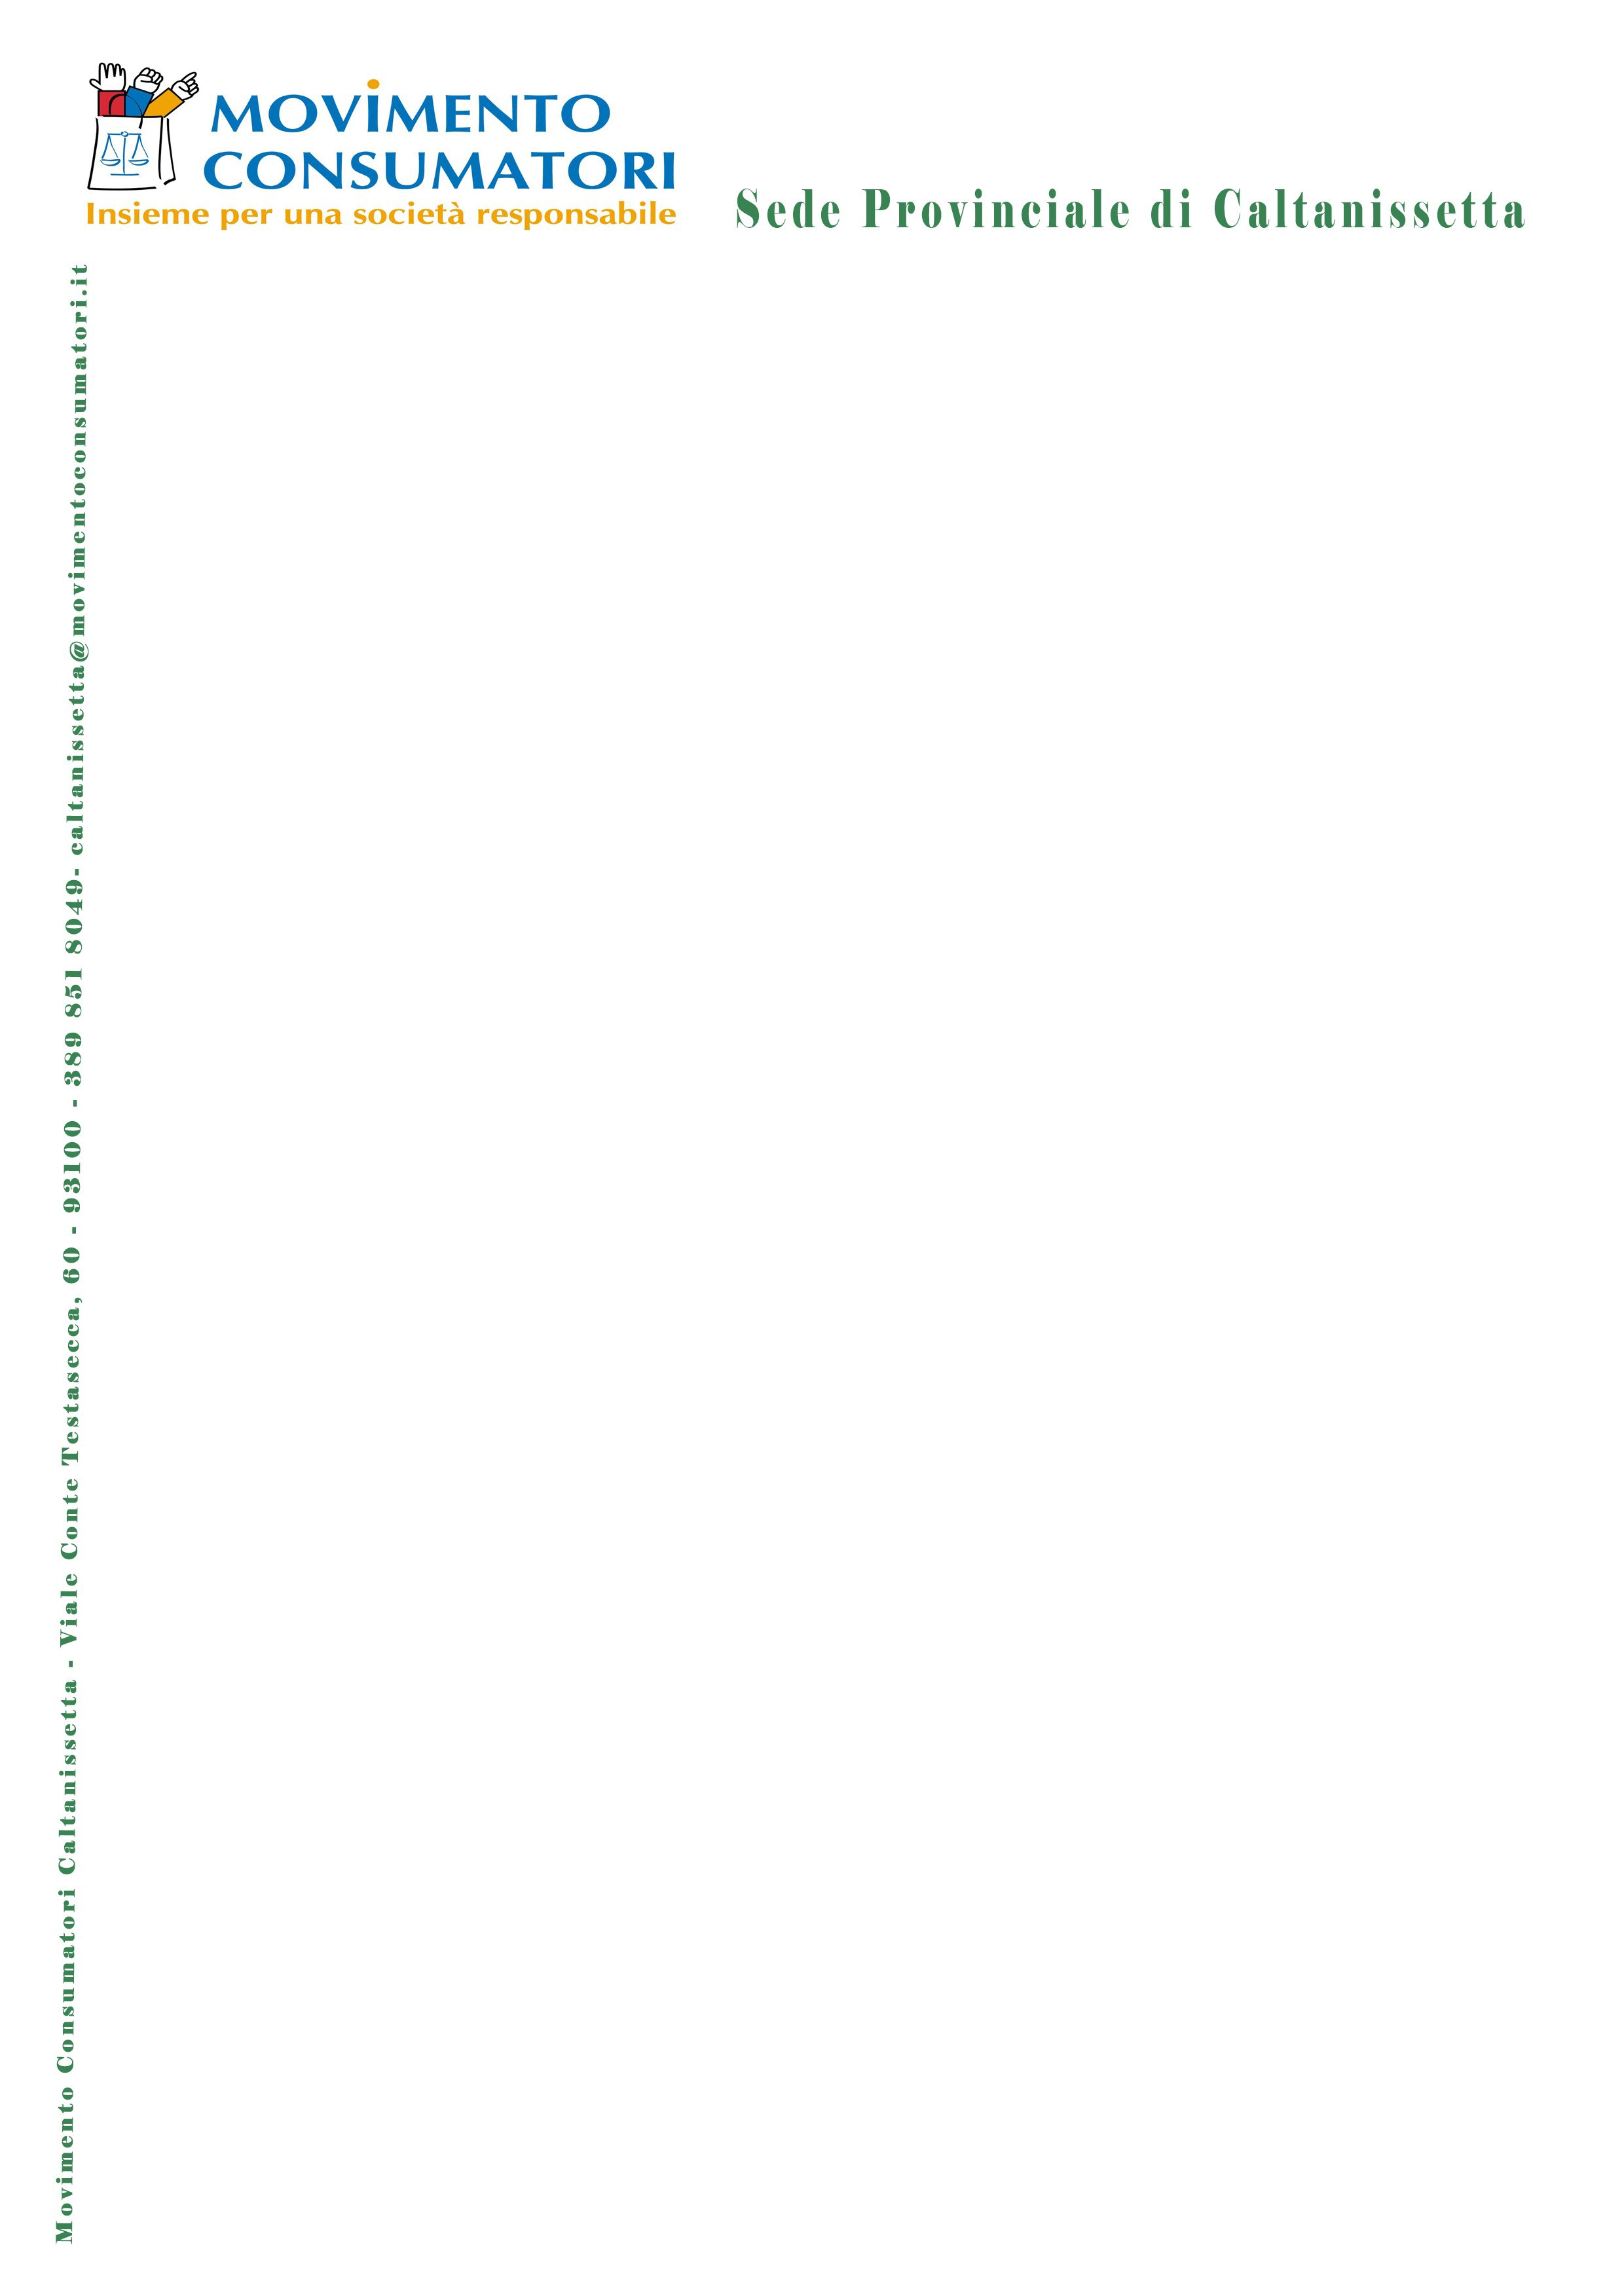 MOVIMENTO
CONSUMATORI
Insieme per una società responsabile
Sede Provinciale di Caltanissetta
Movimento Consumatori Caltanissetta - Viale Conte Testasecca, 60 - 93100 - 389 851 8049- caltanissetta@movimentoconsumatori.it